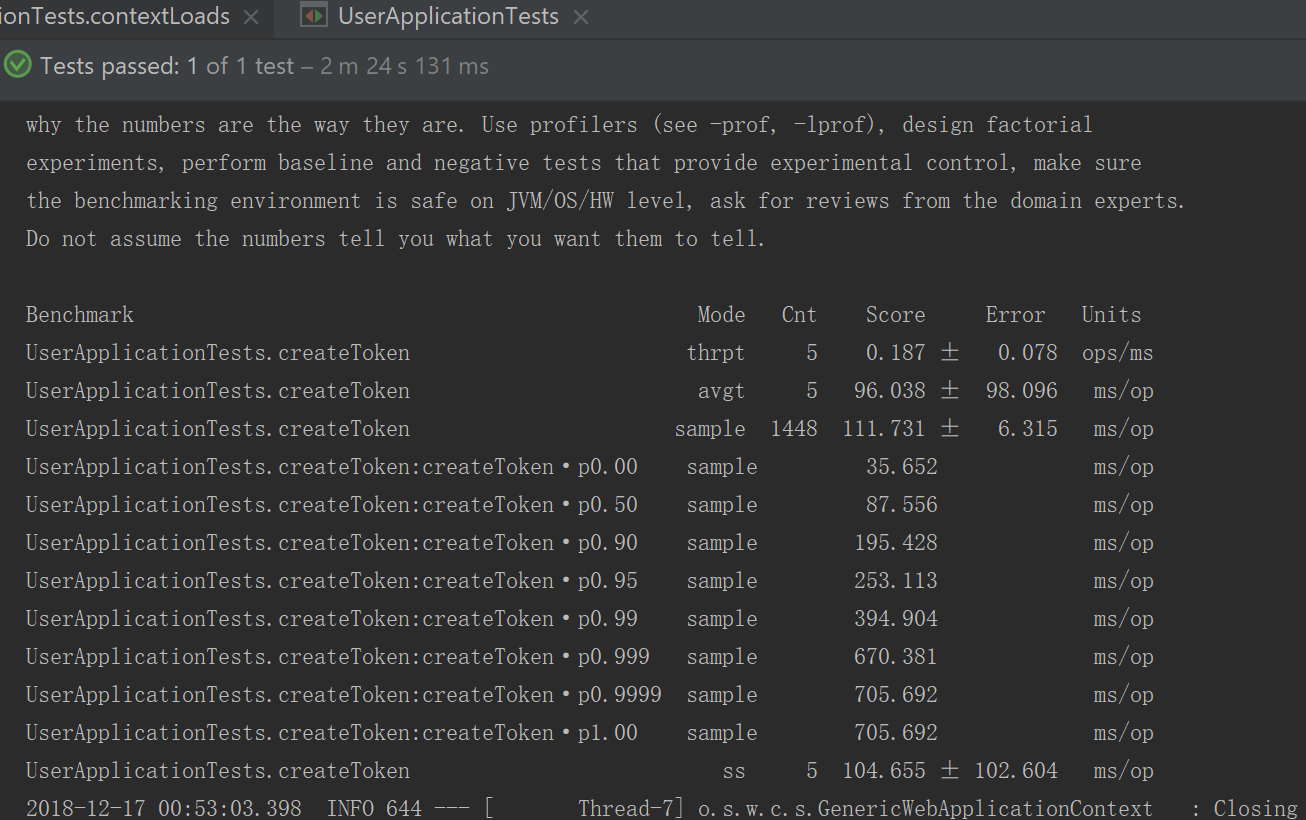 ionTests.contextLoads × UserApplicationTests ×
Tests passed: 1 of 1 test – 2 m 24 s 131 ms
why the numbers are the way they are. Use profilers (see -prof, -lprof), design factorial
experiments, perform baseline and negative tests that provide experimental control, make sure
the benchmarking environment is safe on JVM/OS/HW level, ask for reviews from the domain experts.
Do not assume the numbers tell you what you want them to tell.
Benchmark Mode Cnt Score Error Units
UserApplicationTests.createToken thrpt 5 0.187 ± 0.078 ops/ms
UserApplicationTests.createToken avgt 5 96.038 ± 98.096 ms/op
UserApplicationTests.createToken sample 1448 111.731 ± 6.315 ms/op
UserApplicationTests.createToken:createToken·p0.00 sample 35.652 ms/op
UserApplicationTests.createToken:createToken·p0.50 sample 87.556 ms/op
UserApplicationTests.createToken:createToken·p0.90 sample 195.428 ms/op
UserApplicationTests.createToken:createToken·p0.95 sample 253.113 ms/op
UserApplicationTests.createToken:createToken·p0.99 sample 394.904 ms/op
UserApplicationTests.createToken:createToken·p0.999 sample 670.381 ms/op
UserApplicationTests.createToken:createToken·p0.9999 sample 705.692 ms/op
UserApplicationTests.createToken:createToken·p1.00 sample 705.692 ms/op
UserApplicationTests.createToken ss 5 104.655 ± 102.604 ms/op
2018-12-17 00:53:03.398 INFO 644 --- [ Thread-7] o.s.w.c.s.GenericWebApplicationContext : Closing